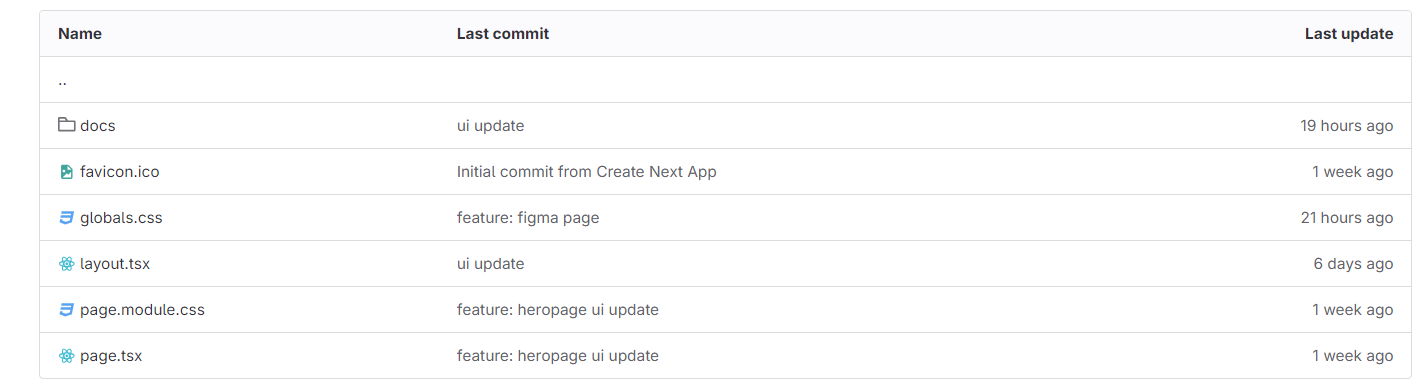 Name Last commit Last update
..
docs ui update 19 hours ago
favicon.ico Initial commit from Create Next App 1 week ago
globals.css feature: figma page 21 hours ago
layout.tsx ui update 6 days ago
page.module.css feature: heropage ui update 1 week ago
page.tsx feature: heropage ui update 1 week ago